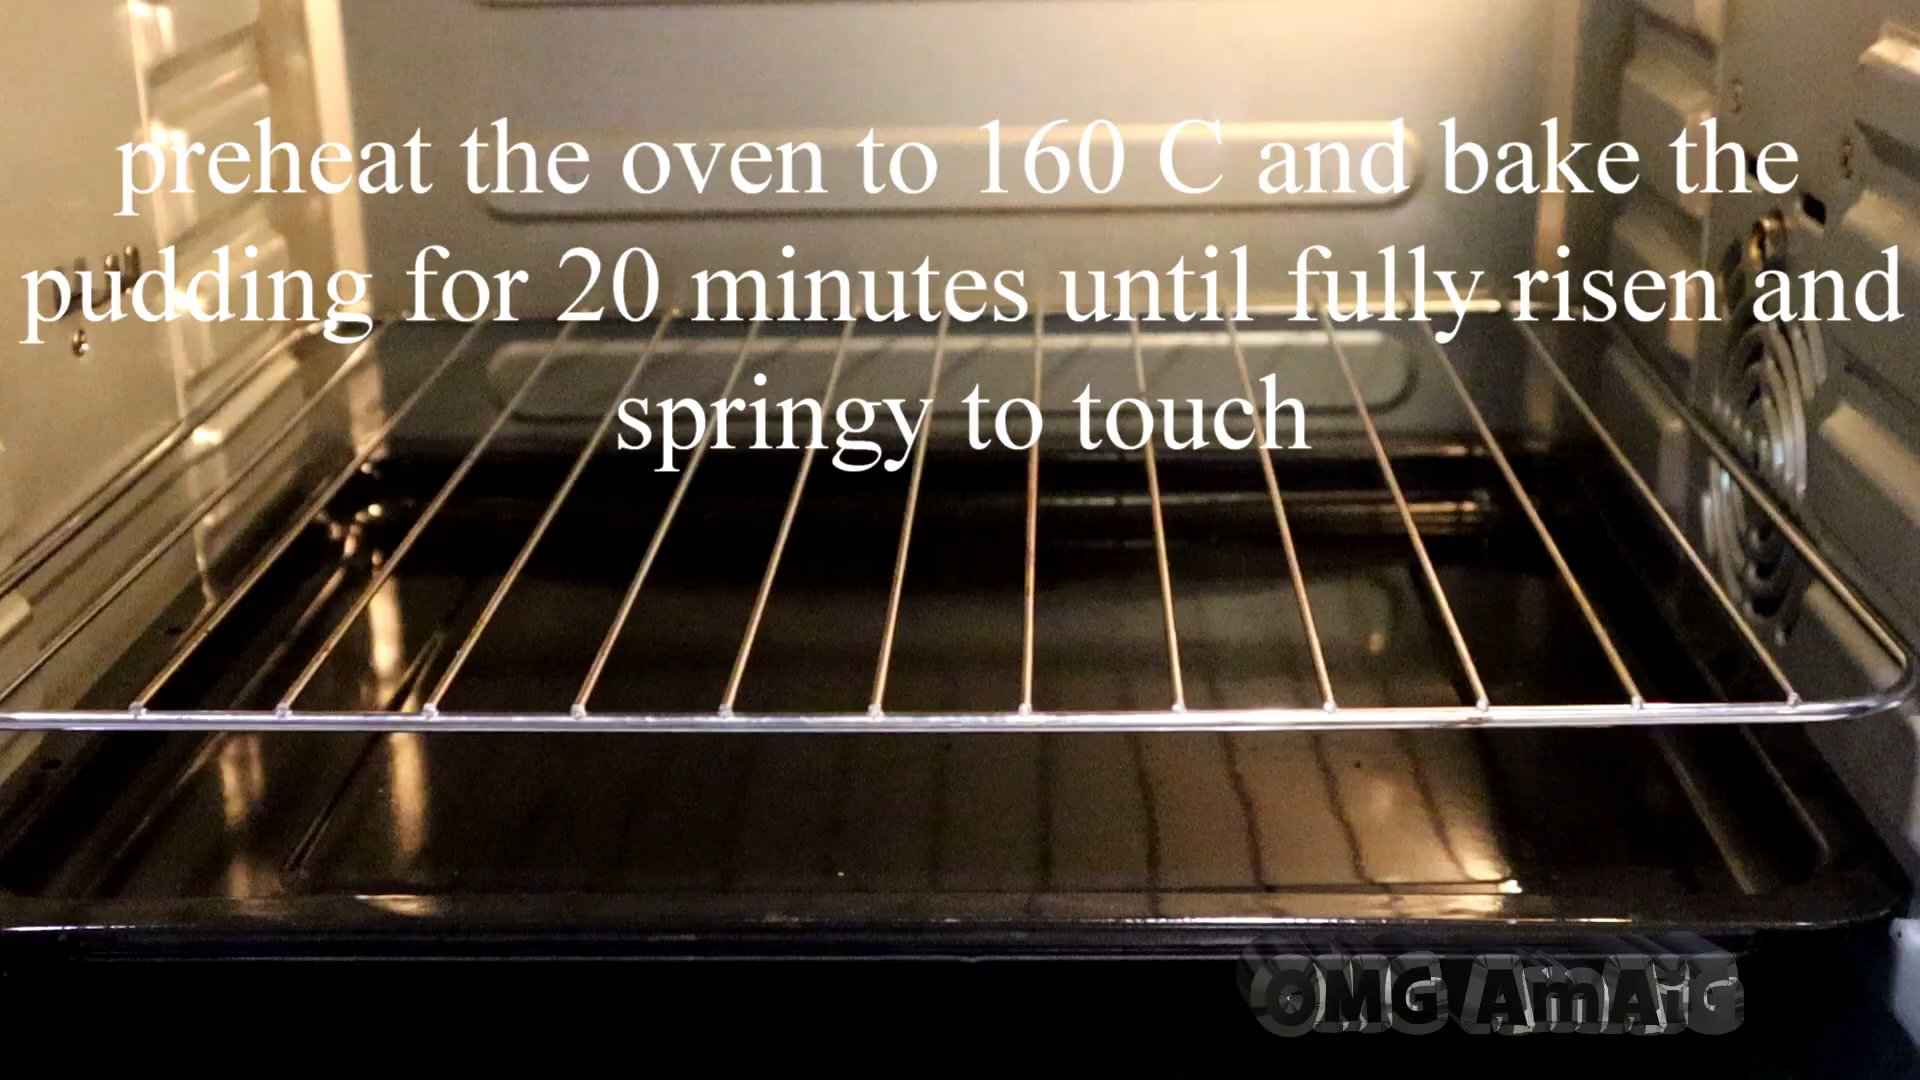 preheat the oven to 160 C and bake the
pudding for 20 minutes until fully risen and
springy to touch
OMG AmAiG